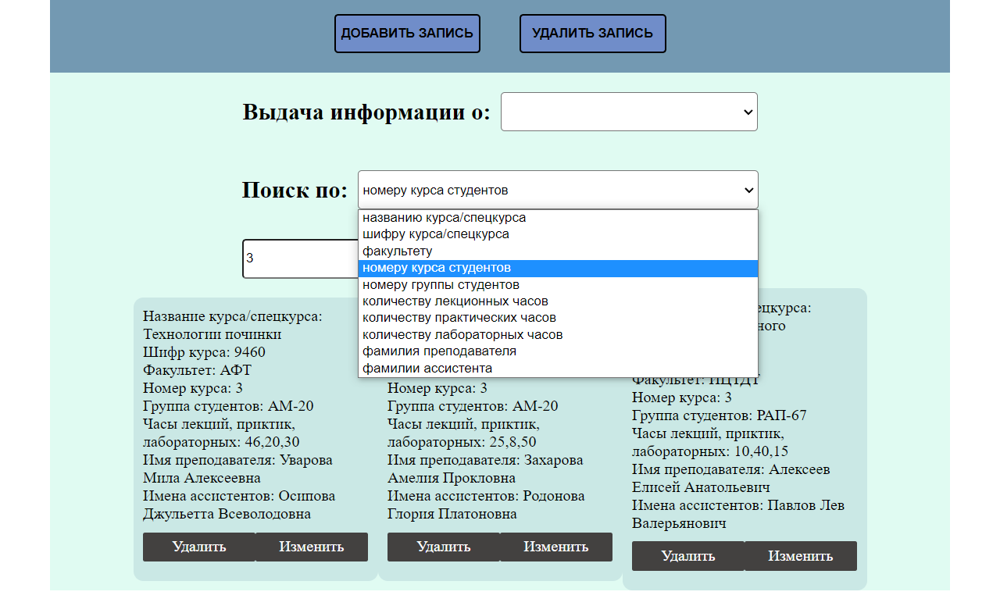 ДОБАВИТЬ ЗАПИСЬ
УДАЛИТЬ ЗАПИСЬ
Выдача информации о:
Поиск по:
номеру курса студентов
названию курса/спецкурса
шифру курса/спецкурса
факультету
номеру курса студентов
номеру группы студентов
количеству лекционных часов
количеству практических часов
количеству лабораторных часов
фамилия преподавателя
фамилии ассистента
3
Название курса/спецкурса:
Технологии починки
Шифр курса: 9460
Факультет: АФТ
Номер курса: 3
Группа студентов: АМ-20
Часы лекций, приктик,
лабораторных: 46,20,30
Имя преподавателя: Уварова
Мила Алексеевна
Имена ассистентов: Осипова
Джульетта Всеволодовна
Удалить
Изменить
Номер курса: 3
Группа студентов: АМ-20
Часы лекций, приктик,
лабораторных: 25,8,50
Имя преподавателя: Захарова
Амелия Прокловна
Имена ассистентов: Родонова
Глория Платоновна
Удалить
Изменить
Номер курса: 3
Группа студентов: РАП-67
Часы лекций, приктик,
лабораторных: 10,40,15
Имя преподавателя: Алексеев
Елисей Анатольевич
Имена ассистентов: Павлов Лев
Валерьянович
Удалить
Изменить